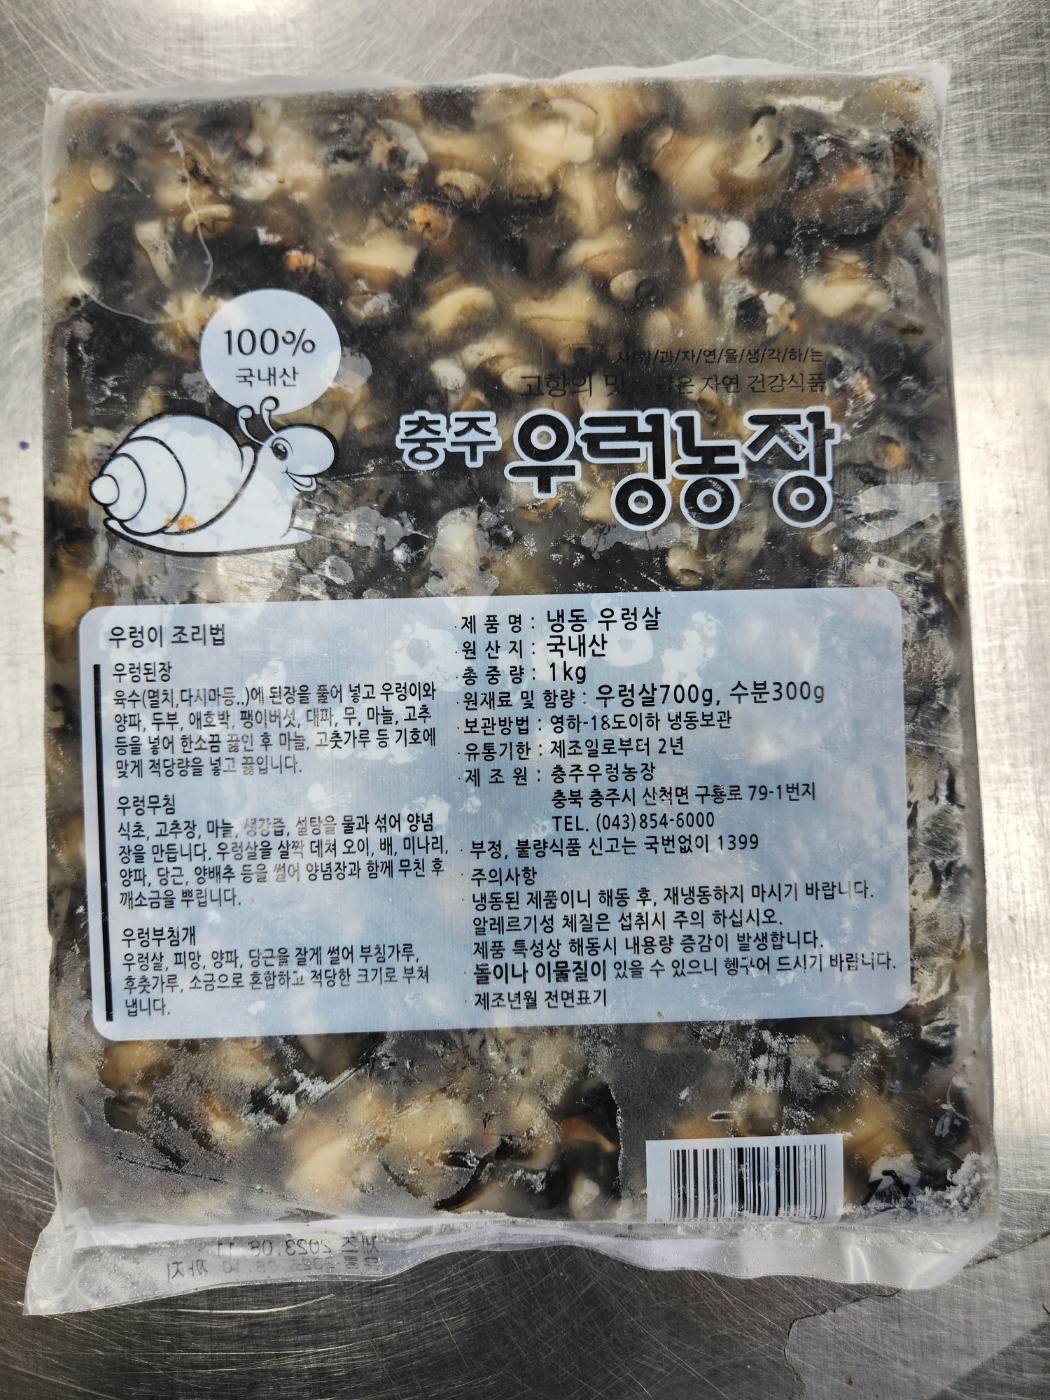 100%
국내산
사/람/과/자/연/을/생/각/하/는
고향의 맛 자연 건강식품
충주 우렁농장
우렁이 조리법
우렁된장
육수(멸치,다시마등..)에 된장을 풀어 넣고 우렁이와
양파, 두부, 애호박, 팽이버섯, 대파, 무, 마늘, 고추
등을 넣어 한소끔 끓인 후 마늘, 고춧가루 등 기호에
맞게 적당량을 넣고 끓입니다.
우렁무침
식초, 고추장, 마늘, 생강즙, 설탕을 물과 섞어 양념
장을 만듭니다. 우렁살을 살짝 데쳐 오이, 배, 미나리,
양파, 당근, 양배추 등을 썰어 양념장과 함께 무친 후
깨소금을 뿌립니다.
우렁부침개
우렁살, 피망, 양파, 당근을 잘게 썰어 부침가루,
후춧가루, 소금으로 혼합하고 적당한 크기로 부쳐
냅니다.
·제 품 명 : 냉동 우렁살
·원 산 지 : 국내산
·총 중 량 : 1kg
·원재료 및 함량 : 우렁살700g, 수분300g
·보관방법 : 영하-18도이하 냉동보관
·유통기한 : 제조일로부터 2년
·제 조 원 : 충주우렁농장
충북 충주시 산척면 구룡로 79-1번지
TEL. (043)854-6000
·부정, 불량식품 신고는 국번없이 1399
·주의사항
·냉동된 제품이니 해동 후, 재냉동하지 마시기 바랍니다.
·알레르기성 체질은 섭취시 주의 하십시오.
·제품 특성상 해동시 내용량 증감이 발생합니다.
·돌이나 이물질이 있을 수 있으니 헹구어 드시기 바랍니다.
·제조년월 전면표기
제조 2023.08.11
까지